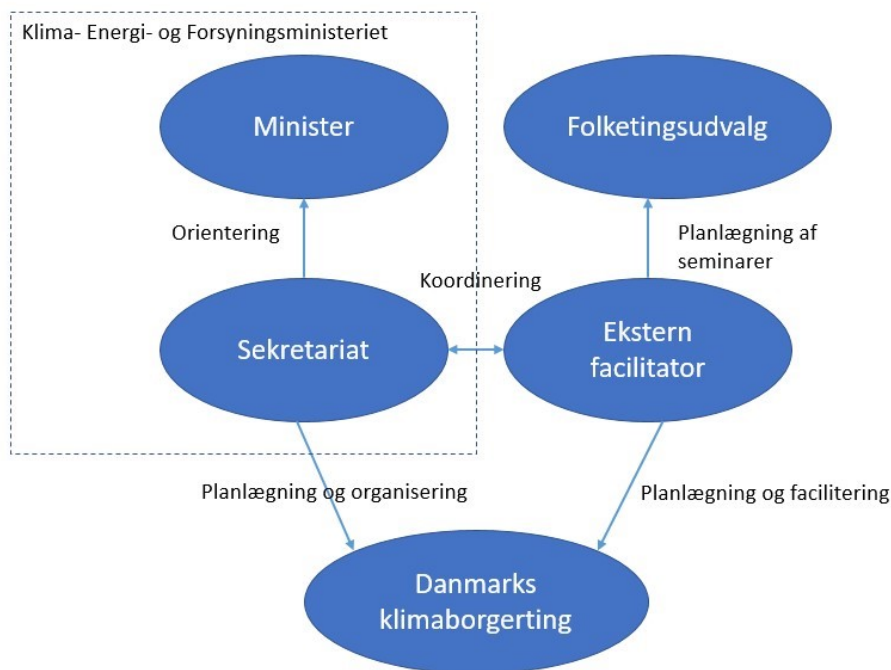 Klima- Energi- og Forsyningsministeriet
Minister
Folketingsudvalg
Orientering
Planlægning af
seminarer
Koordinering
Sekretariat
Ekstern
facilitator
Planlægning og organisering
Planlægning og facilitering
Danmarks
klimaborgerting